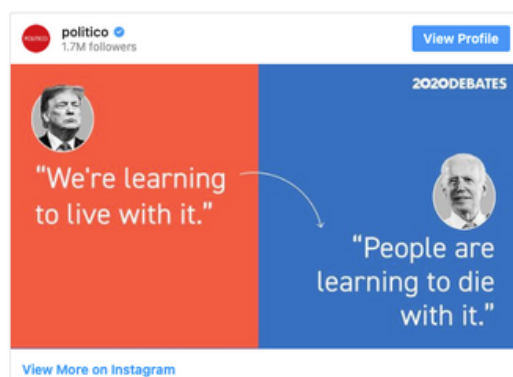 POLITICO
politico
1.7M followers
View Profile
2020DEBATES
“We're learning
to live with it.”
“People are
learning to die
with it.”
View More on Instagram